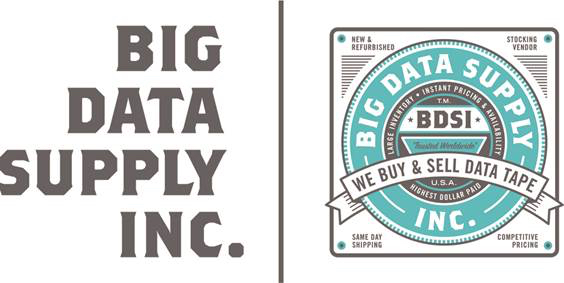 BIG
DATA
SUPPLY
INC.
NEW &
REFURBISHED
STOCKING
VENDOR
BIG DATA SUPPLY
LARGE INVENTORY • INSTANT PRICING & AVAILABILITY
T.M.
BDSI
"Trusted Worldwide"
WE BUY & SELL DATA TAPE
U.S.A.
HIGHEST DOLLAR PAID
INC.
SAME DAY
SHIPPING
COMPETITIVE
PRICING